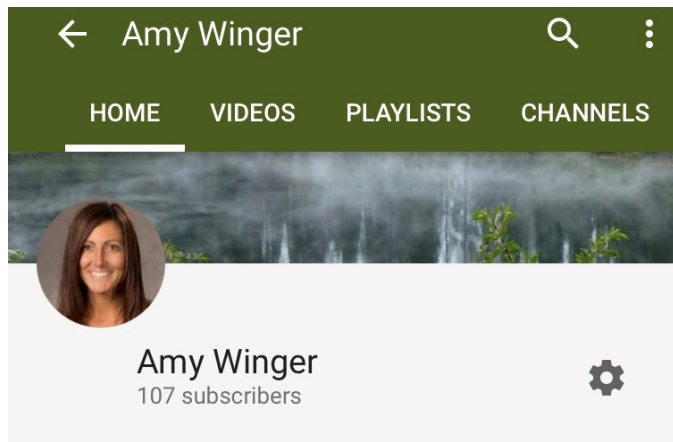 Amy Winger
HOME VIDEOS PLAYLISTS CHANNELS
Amy Winger
107 subscribers